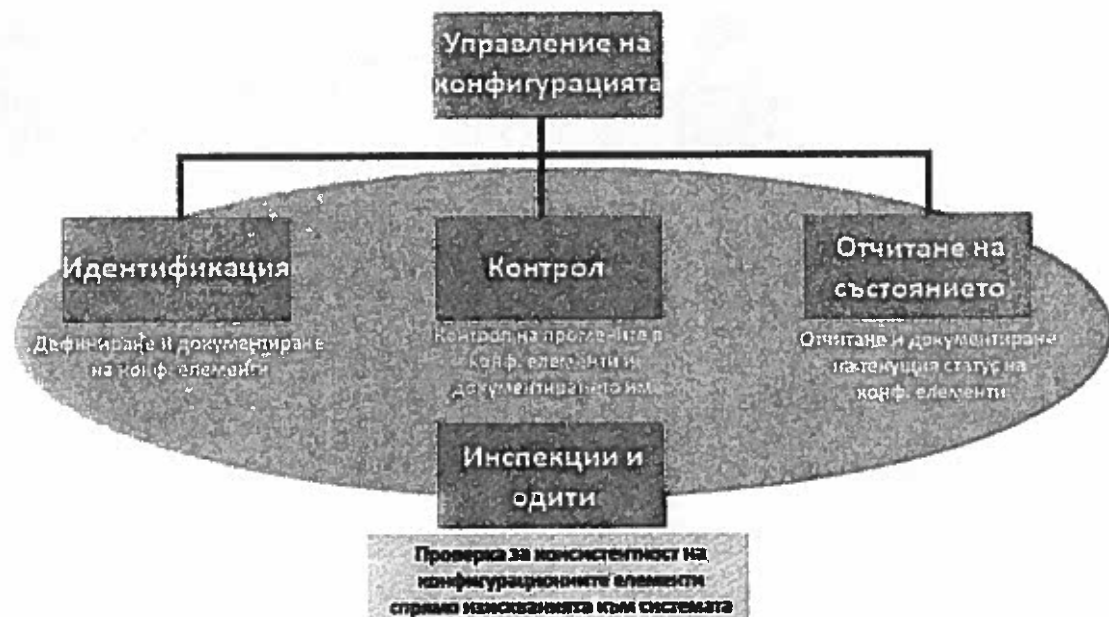 Управление на
конфигурацията
Идентификация
Контрол
Отчитане на
състоянието
Дефиниране и документиране
на конф. елементи
Контрол на промените в
конф. елементи и
документирането им
Отчитане и документиране
на текущия статус на
конф. елементи
Инспекции и
одити
Проверка за консистентност на
конфигурационните елементи
спрямо изискванията към системата